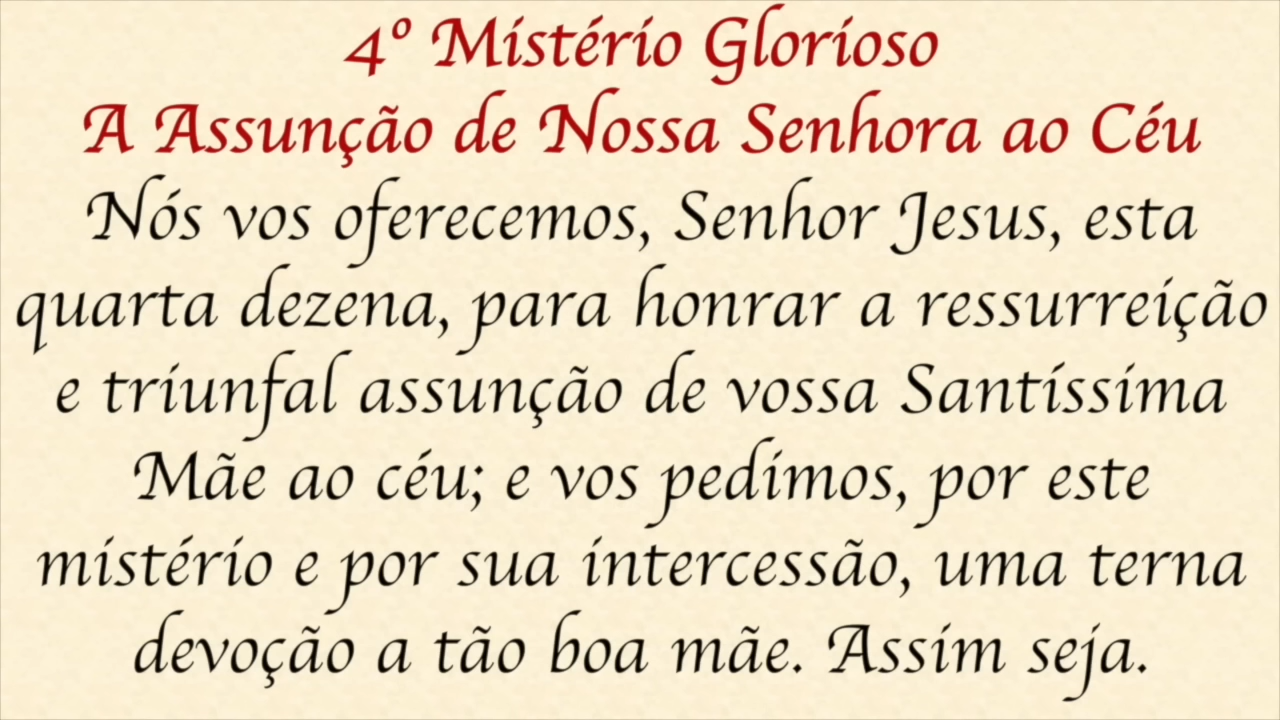 4º Mistério Glorioso
A Assunção de Nossa Senhora ao Céu
Nós vos oferecemos, Senhor Jesus, esta
quarta dezena, para honrar a ressurreição
e triunfal assunção de vossa Santíssima
Mãe ao céu; e vos pedimos, por este
mistério e por sua intercessão, uma terna
devoção a tão boa mãe. Assim seja.